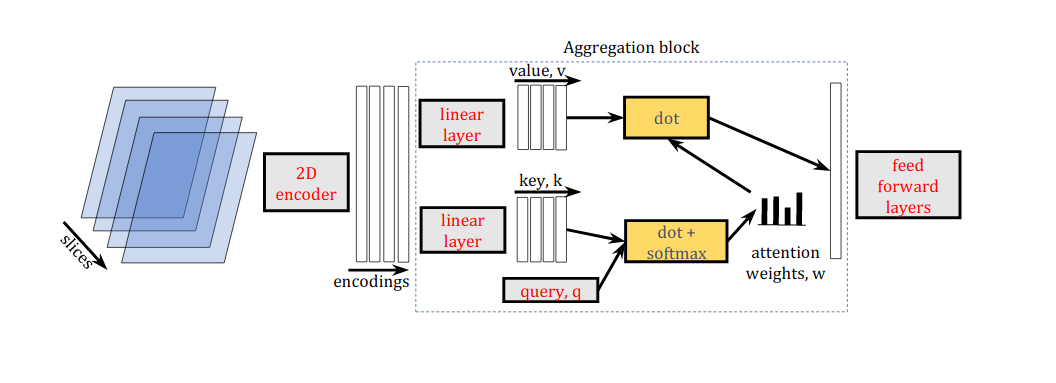 Aggregation block
slices
2D
encoder
encodings
linear
layer
value, v
dot
linear
layer
key, k
query, q
dot +
softmax
attention
weights, w
feed
forward
layers